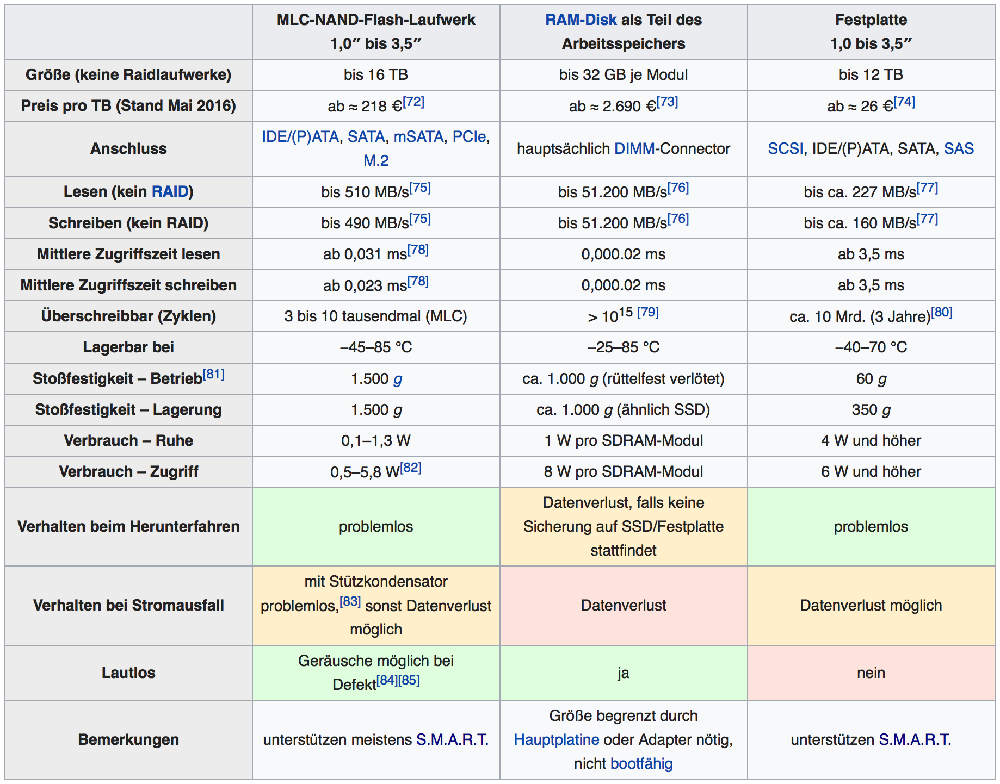 MLC-NAND-Flash-Laufwerk
1,0″ bis 3,5″
RAM-Disk als Teil des
Arbeitsspeichers
Festplatte
1,0 bis 3,5″
Größe (keine Raidlaufwerke)
bis 16 TB
bis 32 GB je Modul
bis 12 TB
Preis pro TB (Stand Mai 2016)
ab ≈ 218 €[72]
ab ≈ 2.690 €[73]
ab ≈ 26 €[74]
Anschluss
IDE/(P)ATA, SATA, mSATA, PCIe,
M.2
hauptsächlich DIMM-Connector
SCSI, IDE/(P)ATA, SATA, SAS
Lesen (kein RAID)
bis 510 MB/s[75]
bis 51.200 MB/s[76]
bis ca. 227 MB/s[77]
Schreiben (kein RAID)
bis 490 MB/s[75]
bis 51.200 MB/s[76]
bis ca. 160 MB/s[77]
Mittlere Zugriffszeit lesen
ab 0,031 ms[78]
0,000.02 ms
ab 3,5 ms
Mittlere Zugriffszeit schreiben
ab 0,023 ms[78]
0,000.02 ms
ab 3,5 ms
Überschreibbar (Zyklen)
3 bis 10 tausendmal (MLC)
> 10¹⁵ [79]
ca. 10 Mrd. (3 Jahre)[80]
Lagerbar bei
−45–85 °C
−25–85 °C
−40–70 °C
Stoßfestigkeit – Betrieb[81]
1.500 g
ca. 1.000 g (rüttelfest verlötet)
60 g
Stoßfestigkeit – Lagerung
1.500 g
ca. 1.000 g (ähnlich SSD)
350 g
Verbrauch – Ruhe
0,1–1,3 W
1 W pro SDRAM-Modul
4 W und höher
Verbrauch – Zugriff
0,5–5,8 W[82]
8 W pro SDRAM-Modul
6 W und höher
Verhalten beim Herunterfahren
problemlos
Datenverlust, falls keine
Sicherung auf SSD/Festplatte
stattfindet
problemlos
Verhalten bei Stromausfall
mit Stützkondensator
problemlos,[83] sonst Datenverlust
möglich
Datenverlust
Datenverlust möglich
Lautlos
Geräusche möglich bei
Defekt[84][85]
ja
nein
Bemerkungen
unterstützen meistens S.M.A.R.T.
Größe begrenzt durch
Hauptplatine oder Adapter nötig,
nicht bootfähig
unterstützen S.M.A.R.T.